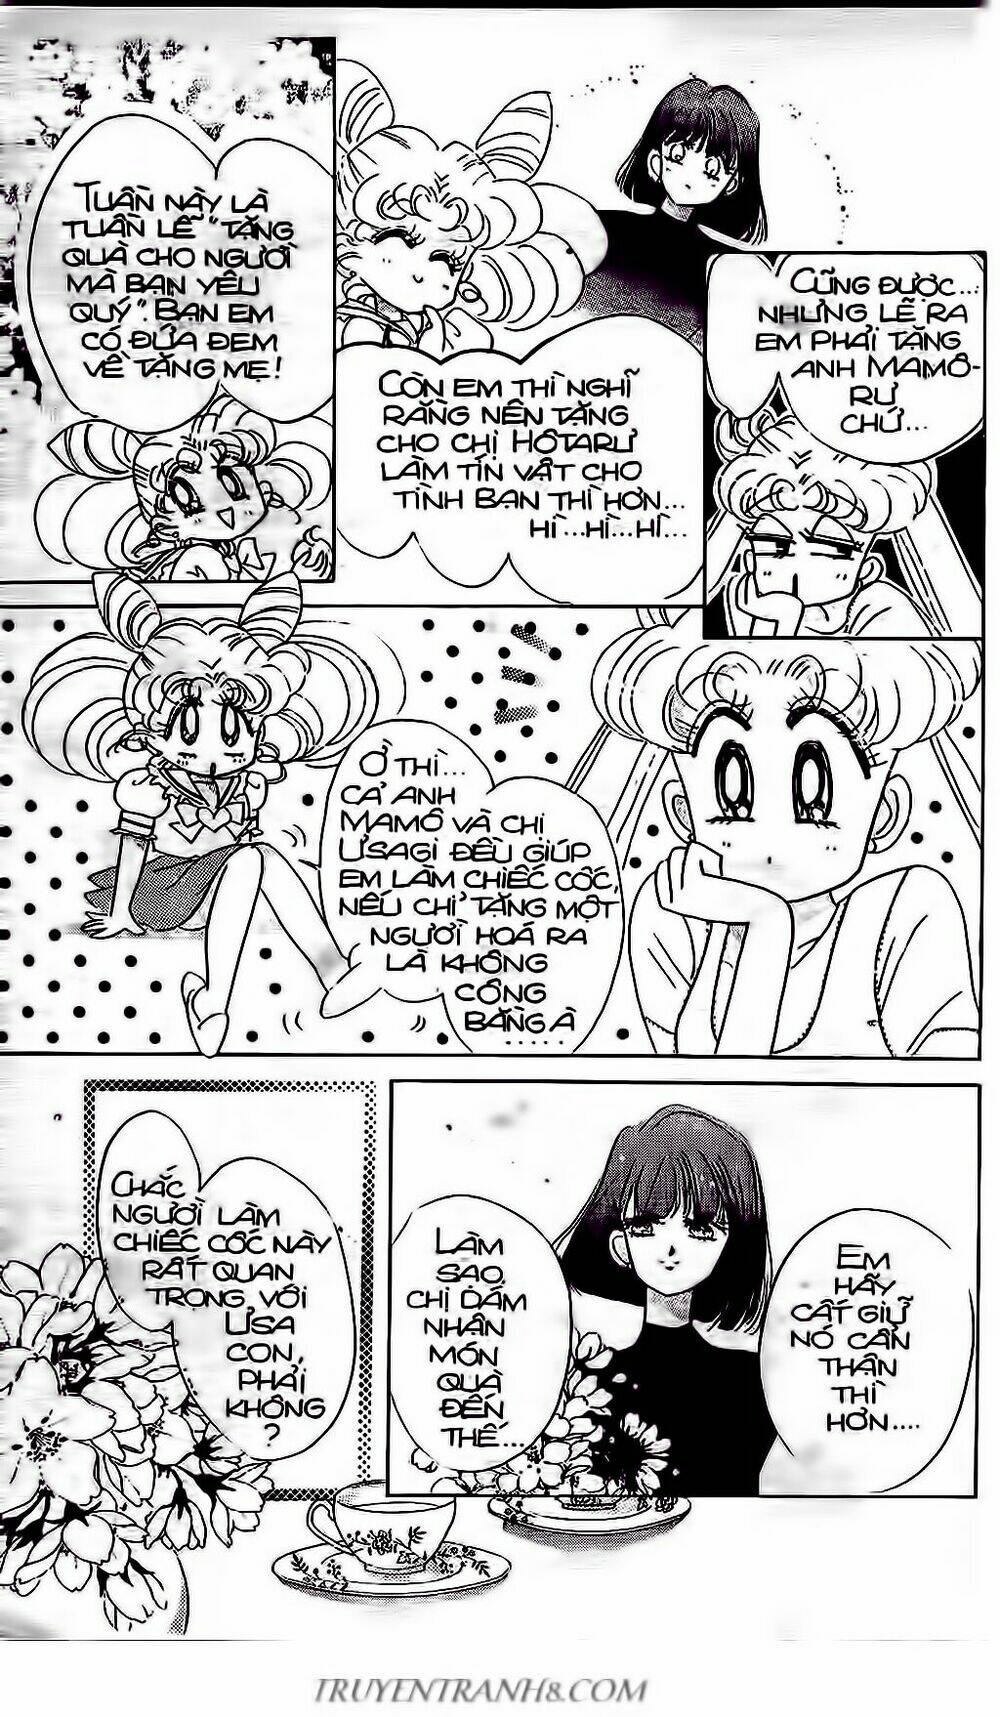 TUẦN NÀY LÀ
TUẦN LỄ "TẶNG
QUÀ CHO NGƯỜI
MÀ BẠN YÊU
QUÝ". BẠN EM
CÓ ĐỨA ĐEM
VỀ TẶNG MẸ!
CÒN EM THÌ NGHĨ
RẰNG NÊN TẶNG
CHO CHỊ HÔTARƯ
LÀM TÍN VẬT CHO
TÌNH BẠN THÌ HƠN...
HÌ...HÌ...HÌ...
CŨNG ĐƯỢC...
NHƯNG LẼ RA
EM PHẢI TẶNG
ANH MAMÔ-
RƯ
CHỨ...
Ờ THÌ...
CẢ ANH
MAMÔ VÀ CHỊ
ƯSAGI ĐỀU GIÚP
EM LÀM CHIẾC CỐC,
NẾU CHỈ TẶNG MỘT
NGƯỜI HOÁ RA
LÀ KHÔNG
CÔNG
BẰNG À
......
CHẮC
NGƯỜI LÀM
CHIẾC CỐC NÀY
RẤT QUAN
TRỌNG VỚI
ƯSA
CON, PHẢI
KHÔNG
?
LÀM
SAO
CHỊ DÁM
NHẬN
MÓN
QUÀ
ĐẾN
THẾ...
EM
HÃY
CẤT GIỮ
NÓ CẨN
THẬN
THÌ
HƠN....
TRUYENTRANH8.COM